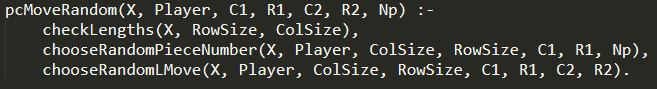 pcMoveRandom(X, Player, C1, R1, C2, R2, Np) :-
    checkLengths(X, RowSize, ColSize),
    chooseRandomPieceNumber(X, Player, ColSize, RowSize, C1, R1, Np),
    chooseRandomLMove(X, Player, ColSize, RowSize, C1, R1, C2, R2).